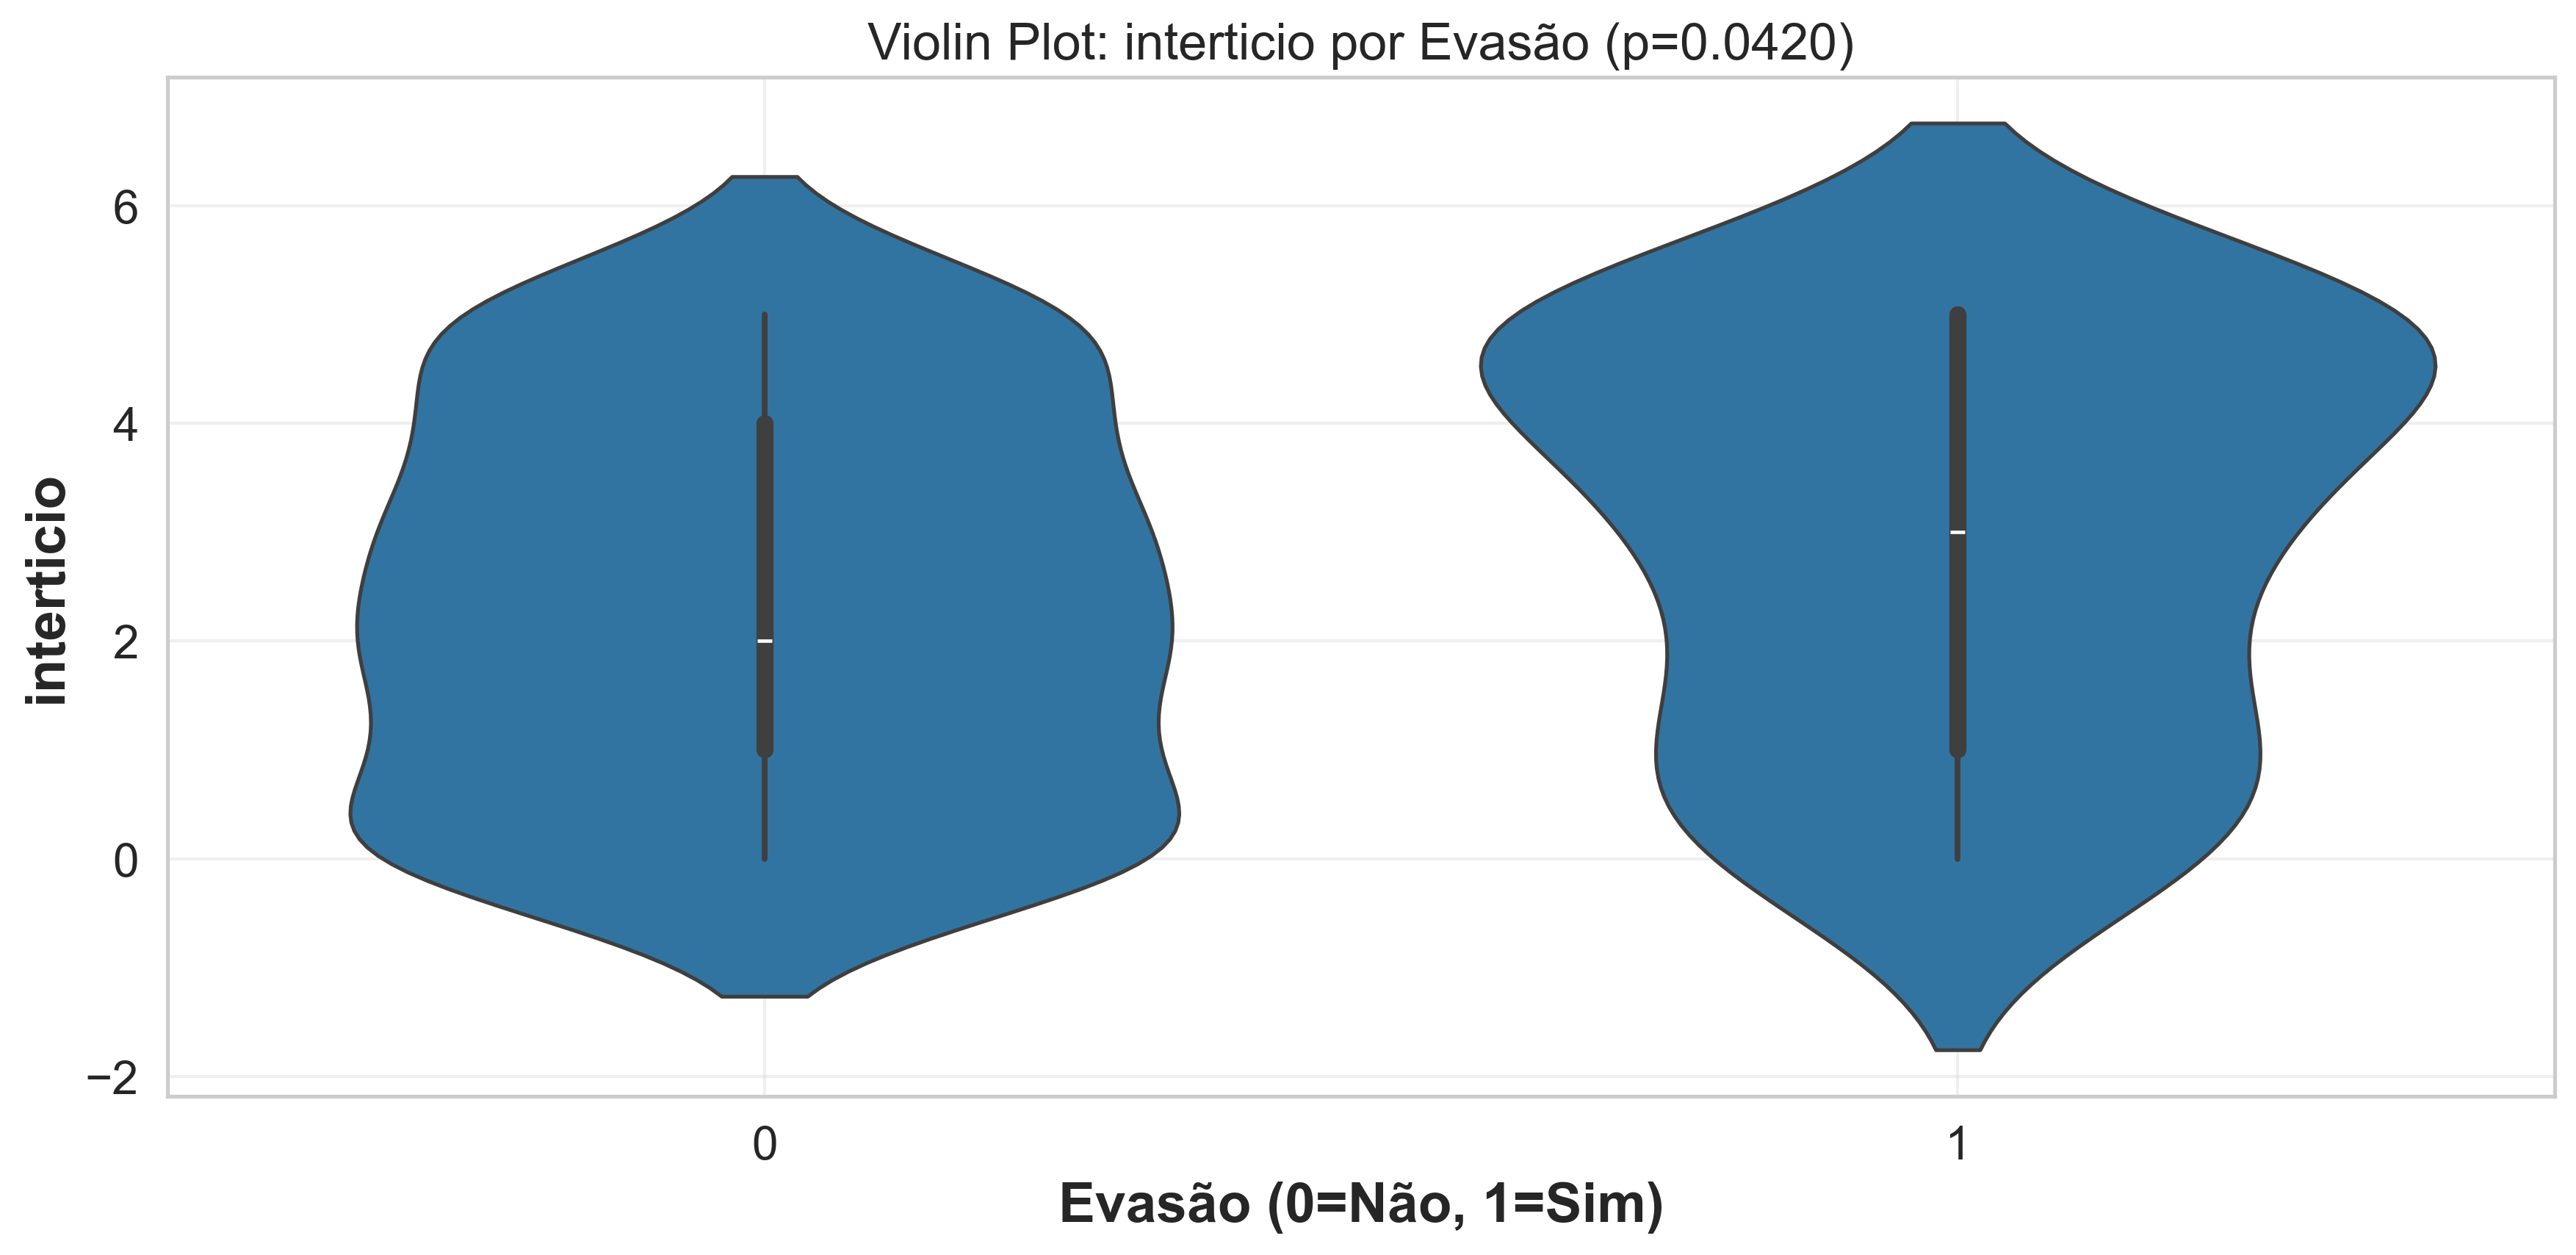 Violin Plot: interticio por Evasão (p=0.0420)
interticio
6
4
2
0
−2
0
1
Evasão (0=Não, 1=Sim)